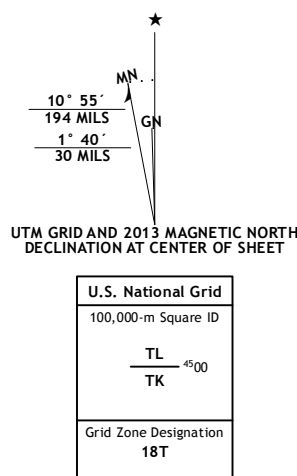 ★
MN
GN
10° 55´
194 MILS
1° 40´
30 MILS
UTM GRID AND 2013 MAGNETIC NORTH
DECLINATION AT CENTER OF SHEET
U.S. National Grid
100,000-m Square ID
TL
4500
TK
Grid Zone Designation
18T